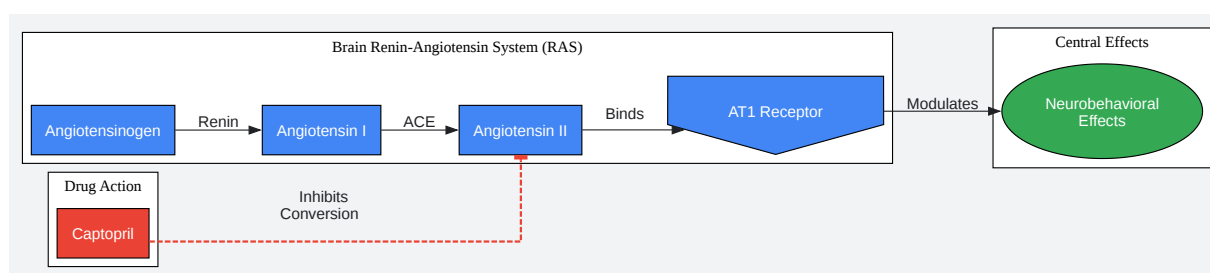 Brain Renin-Angiotensin System (RAS)
Central Effects
Angiotensinogen
Renin
Angiotensin I
ACE
Angiotensin II
Binds
AT1 Receptor
Modulates
Neurobehavioral
Effects
Drug Action
Captopril
Inhibits
Conversion